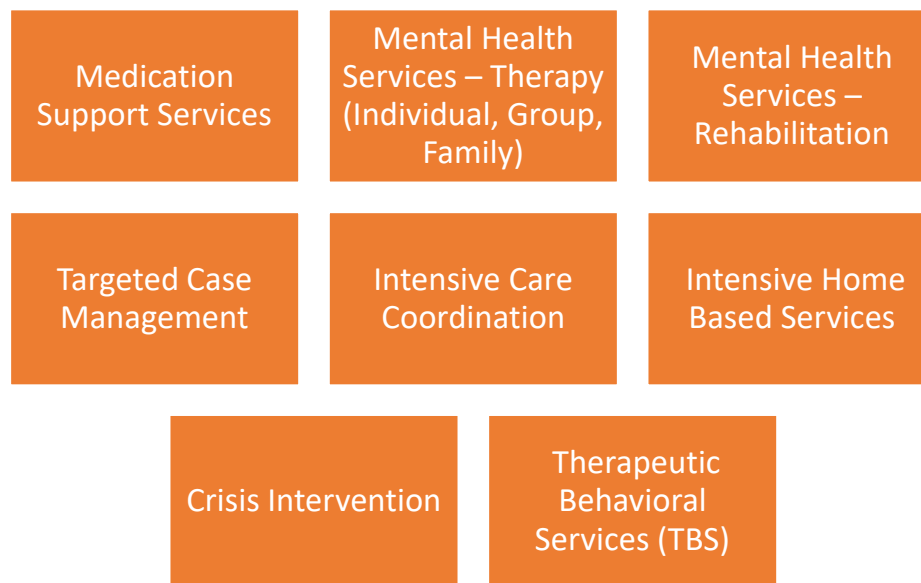 Medication
Support Services
Mental Health
Services – Therapy
(Individual, Group,
Family)
Mental Health
Services –
Rehabilitation
Targeted Case
Management
Intensive Care
Coordination
Intensive Home
Based Services
Crisis Intervention
Therapeutic
Behavioral
Services (TBS)